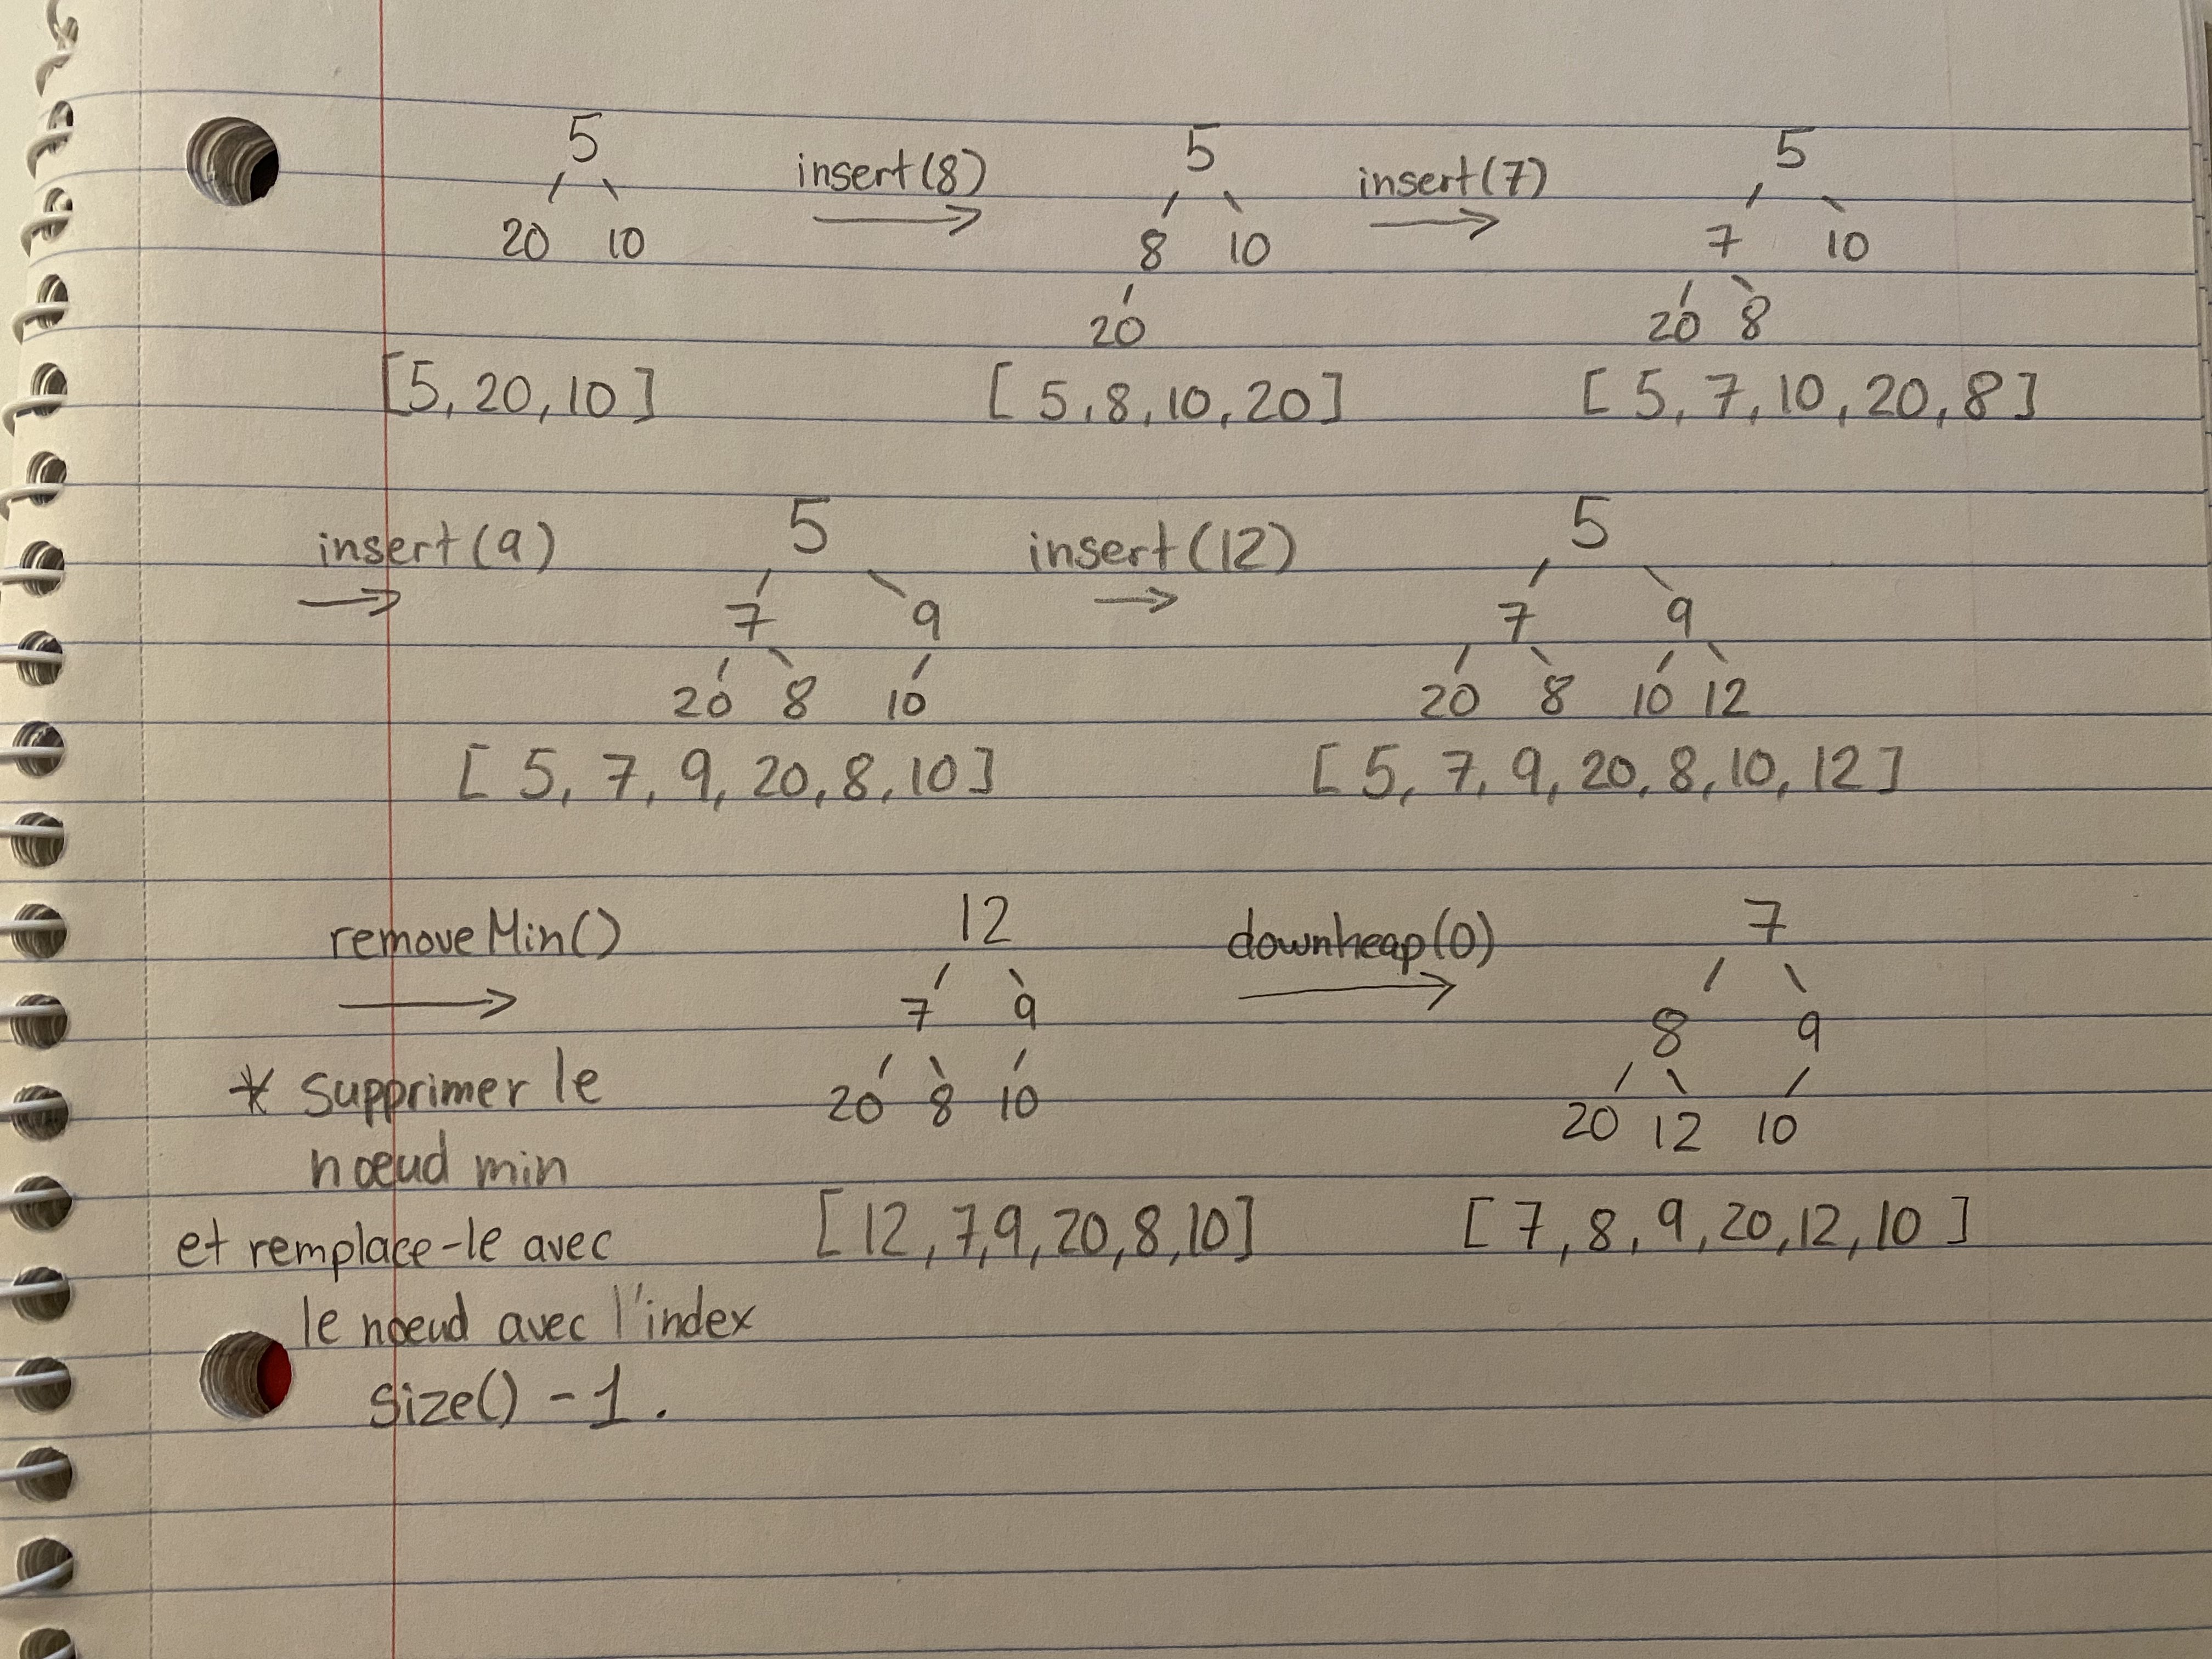 5 insert(8) 5 insert(7) 5
20 10 8 10 7 10
20 20 8
[5, 20, 10] [5, 8, 10, 20] [5, 7, 10, 20, 8]
insert(9) 5 insert(12) 5
7 9 7 9
20 8 10 20 8 10 12
[5, 7, 9, 20, 8, 10] [5, 7, 9, 20, 8, 10, 12]
removeMin() 12 downheap(0) 7
7 9 8 9
* Supprimer le 20 8 10 20 12 10
nœud min
et remplace-le avec [12, 7, 9, 20, 8, 10] [7, 8, 9, 20, 12, 10]
le nœud avec l'index
size() - 1.